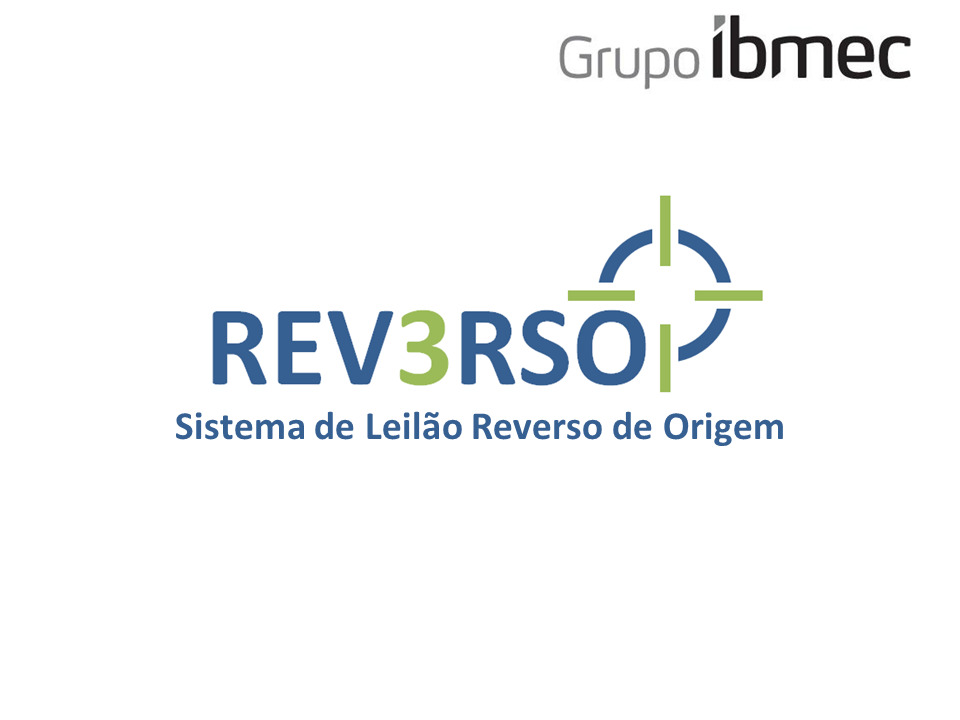 Grupo ibmec
REV3RSO
Sistema de Leilão Reverso de Origem